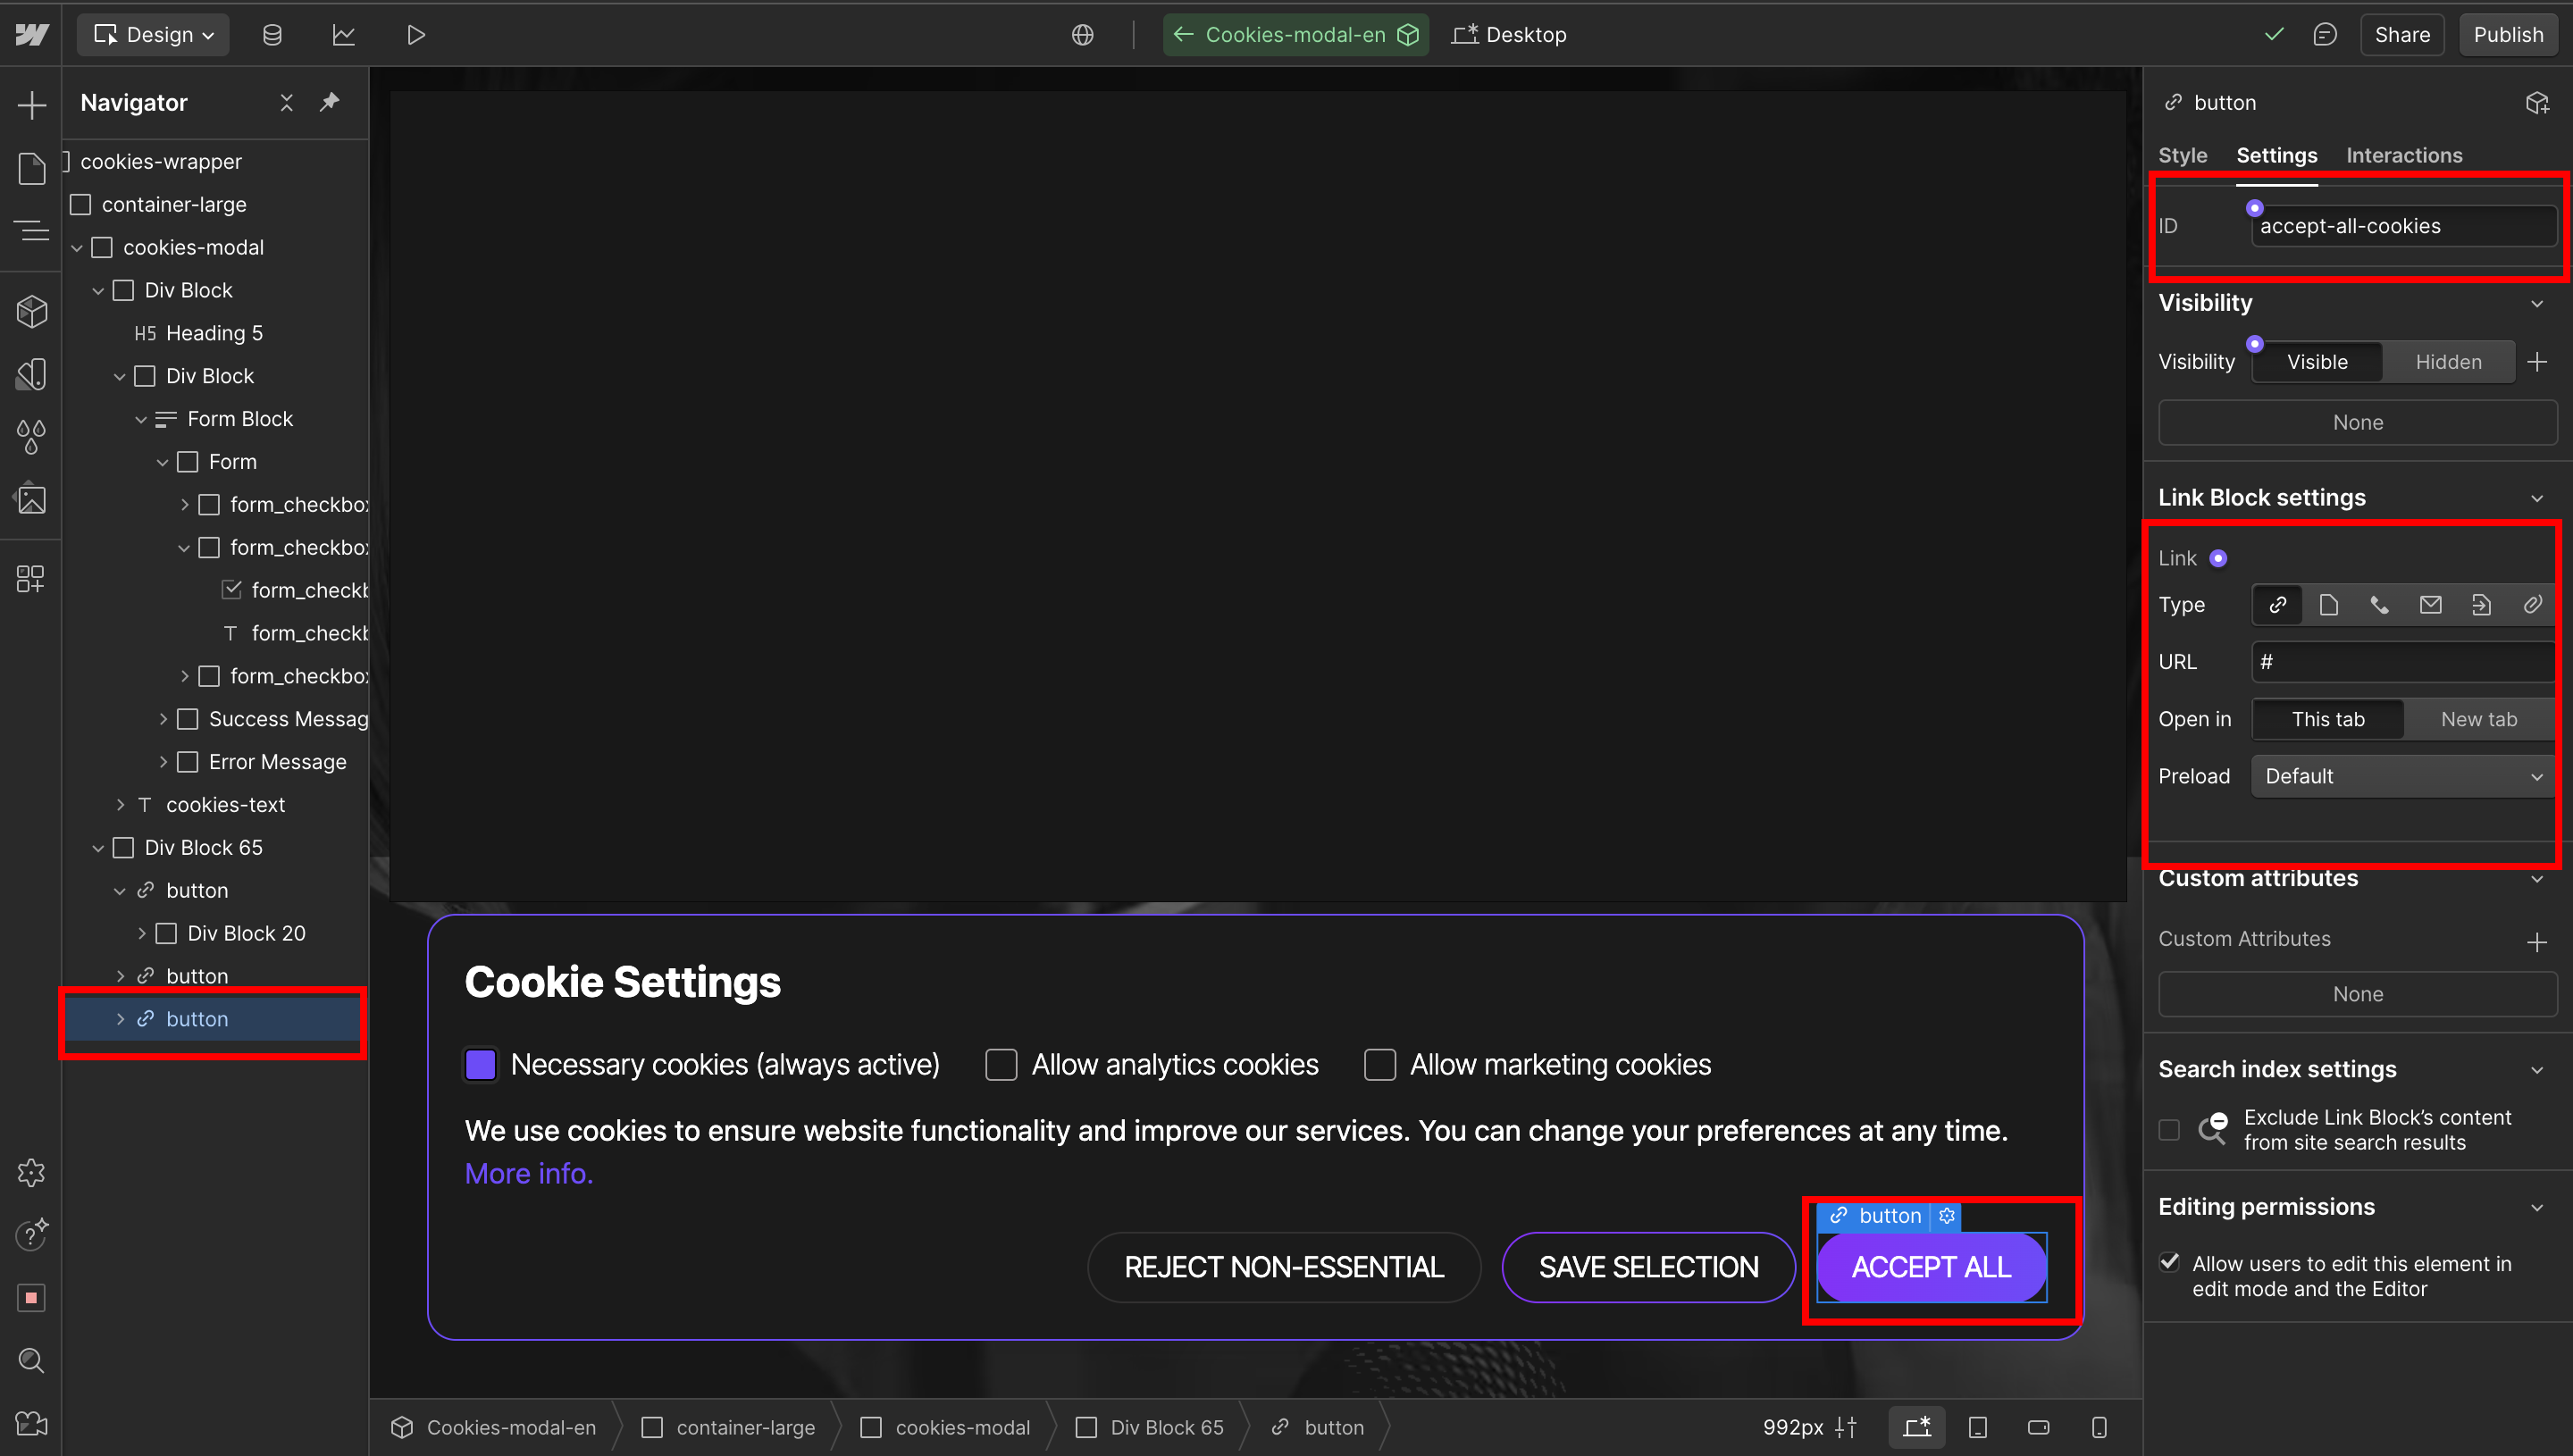 Design
Cookies-modal-en
Desktop
Share
Publish
Navigator
cookies-wrapper
container-large
cookies-modal
Div Block
H5 Heading 5
Div Block
Form Block
Form
form_checkbox
form_checkbox
form_checkb
T form_checkb
form_checkbox
Success Messag
Error Message
T cookies-text
Div Block 65
button
Div Block 20
button
button
Cookie Settings
Necessary cookies (always active)
Allow analytics cookies
Allow marketing cookies
We use cookies to ensure website functionality and improve our services. You can change your preferences at any time.
More info.
button
REJECT NON-ESSENTIAL
SAVE SELECTION
ACCEPT ALL
Cookies-modal-en
container-large
cookies-modal
Div Block 65
button
992px
button
Style
Settings
Interactions
ID
accept-all-cookies
Visibility
Visibility
Visible
Hidden
None
Link Block settings
Link
Type
URL
#
Open in
This tab
New tab
Preload
Default
Custom attributes
Custom Attributes
None
Search index settings
Exclude Link Block's content
from site search results
Editing permissions
Allow users to edit this element in
edit mode and the Editor